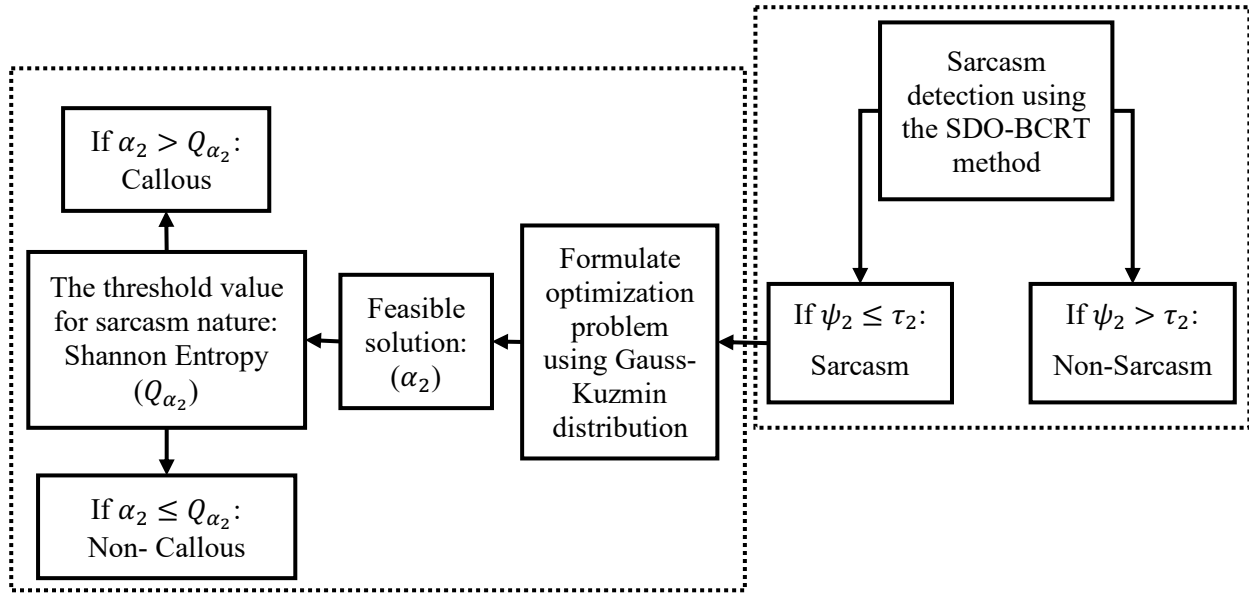 Sarcasm
detection using
the SDO-BCRT
method
If ψ₂ ≤ τ₂:
Sarcasm
If ψ₂ > τ₂:
Non-Sarcasm
Formulate
optimization
problem
using Gauss-
Kuzmin
distribution
Feasible
solution:
(α₂)
The threshold value
for sarcasm nature:
Shannon Entropy
(Q_{α₂})
If α₂ > Q_{α₂}:
Callous
If α₂ ≤ Q_{α₂}:
Non- Callous